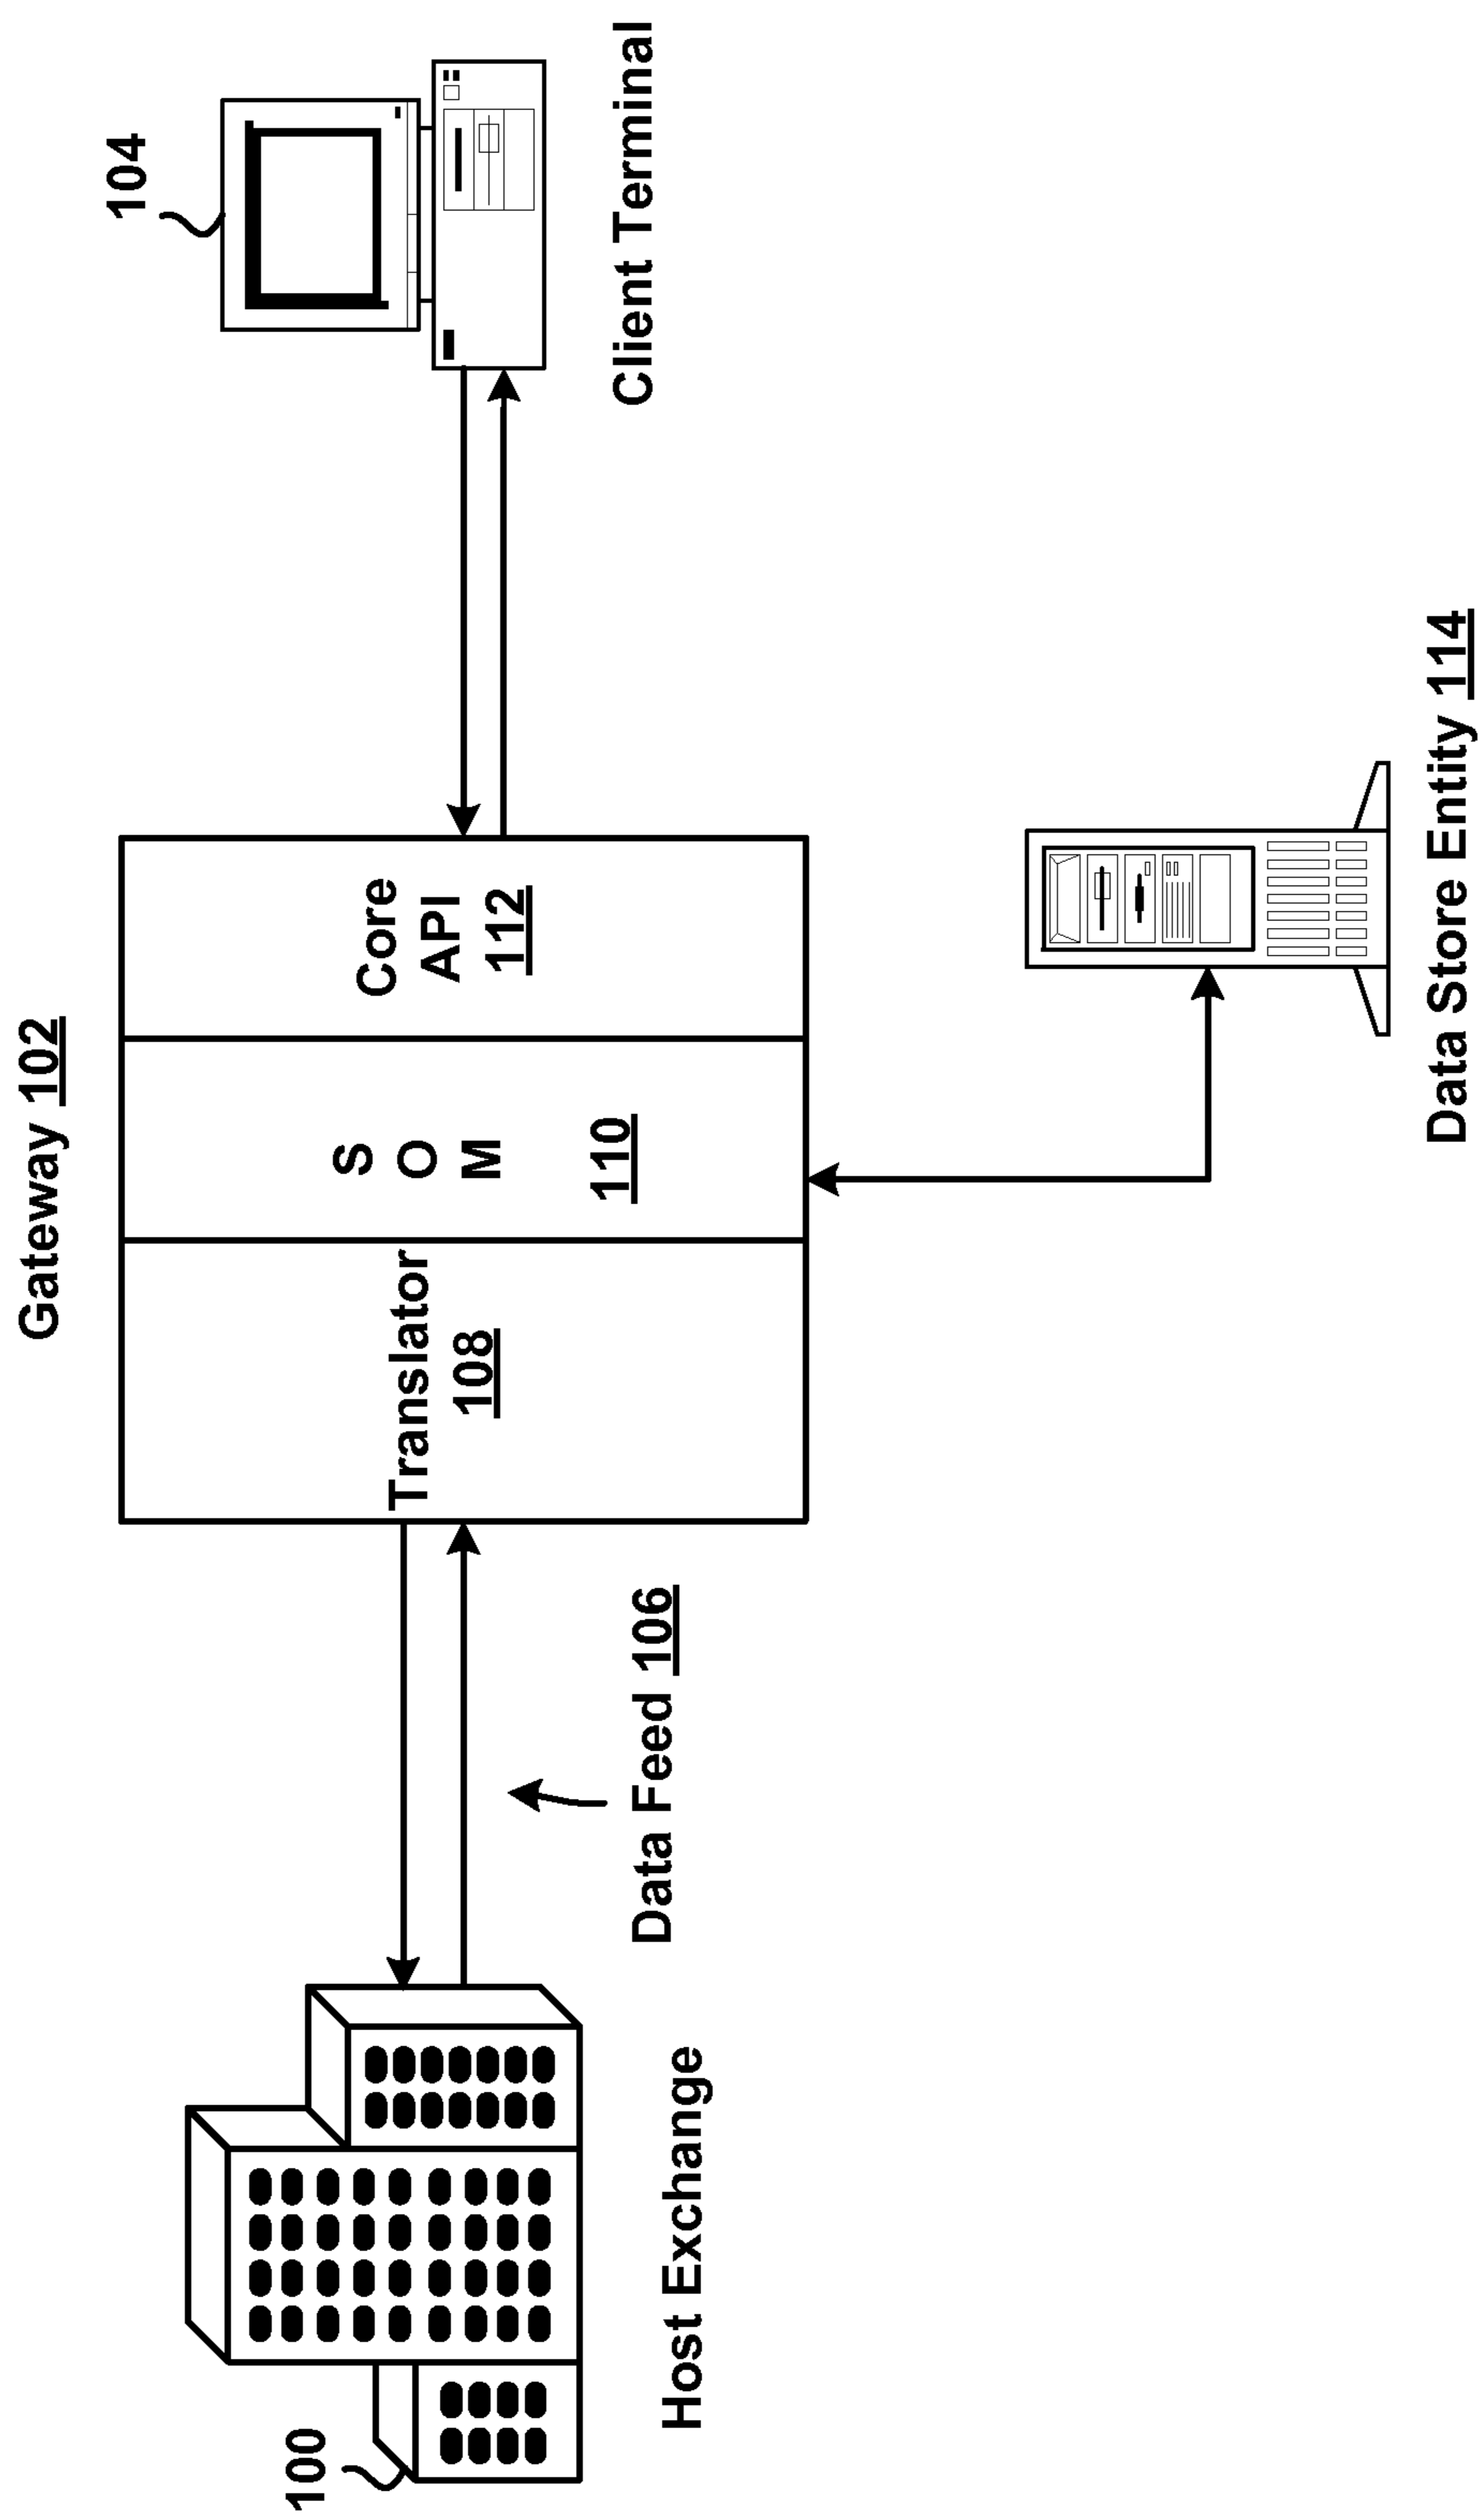 Gateway 102
104
100
Translator
108
S
O
M
110
Core
API
112
Client Terminal
Data Feed 106
Host Exchange
Data Store Entity 114